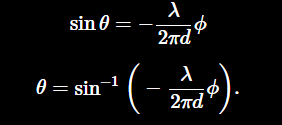 sin θ = − λ/2πd ϕ
θ = sin⁻¹ ( − λ/2πd ϕ ) .